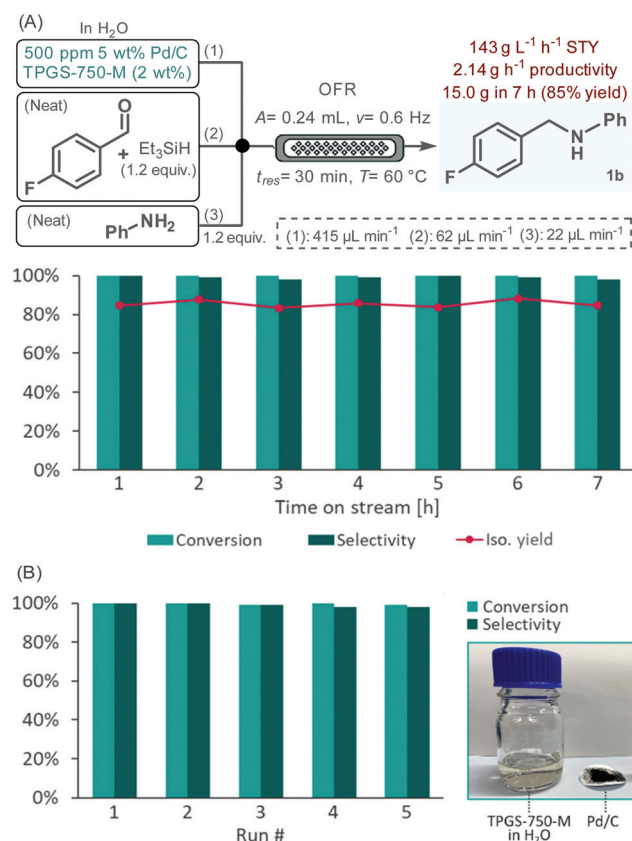 (A)
In H₂O
500 ppm 5 wt% Pd/C
TPGS-750-M (2 wt%)
(1)
(Neat)
O
F
+ Et₃SiH
(1.2 equiv.)
(2)
(Neat)
Ph NH₂
(3)
1.2 equiv.
OFR
A= 0.24 mL, v= 0.6 Hz
tres= 30 min, T= 60 °C
143 g L⁻¹ h⁻¹ STY
2.14 g h⁻¹ productivity
15.0 g in 7 h (85% yield)
F
N
H
Ph
1b
(1): 415 µL min⁻¹ (2): 62 µL min⁻¹ (3): 22 µL min⁻¹
100%
80%
60%
40%
20%
0%
1 2 3 4 5 6 7
Time on stream [h]
Conversion Selectivity Iso. yield
(B)
100%
80%
60%
40%
20%
0%
1 2 3 4 5
Run #
Conversion
Selectivity
TPGS-750-M
in H₂O
Pd/C